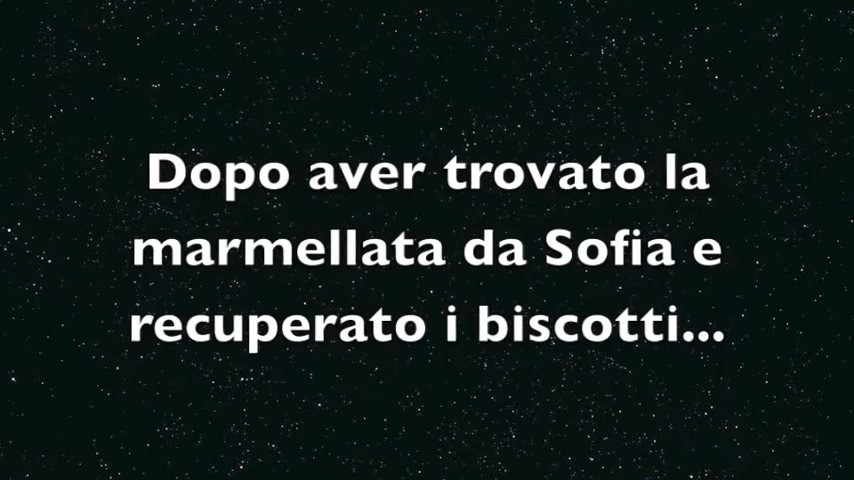 Dopo aver trovato la
marmellata da Sofia e
recuperato i biscotti...